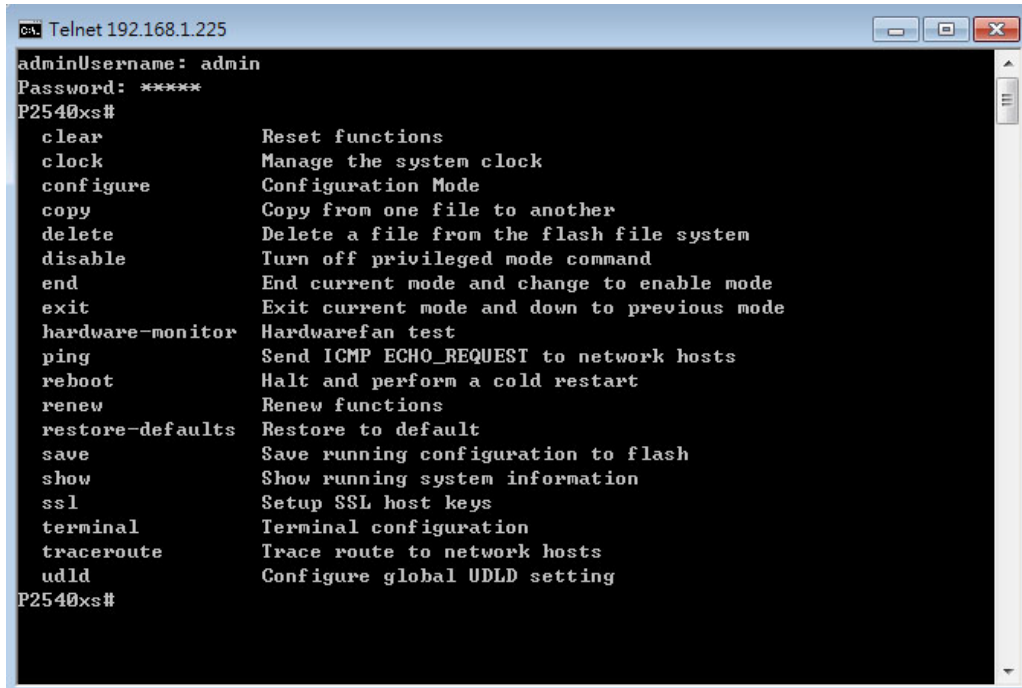 Telnet 192.168.1.225
adminUsername: admin
Password: *****
P2540xs#
clear Reset functions
clock Manage the system clock
configure Configuration Mode
copy Copy from one file to another
delete Delete a file from the flash file system
disable Turn off privileged mode command
end End current mode and change to enable mode
exit Exit current mode and down to previous mode
hardware-monitor Hardwarefan test
ping Send ICMP ECHO_REQUEST to network hosts
reboot Halt and perform a cold restart
renew Renew functions
restore-defaults Restore to default
save Save running configuration to flash
show Show running system information
ssl Setup SSL host keys
terminal Terminal configuration
traceroute Trace route to network hosts
udld Configure global UDLD setting
P2540xs#